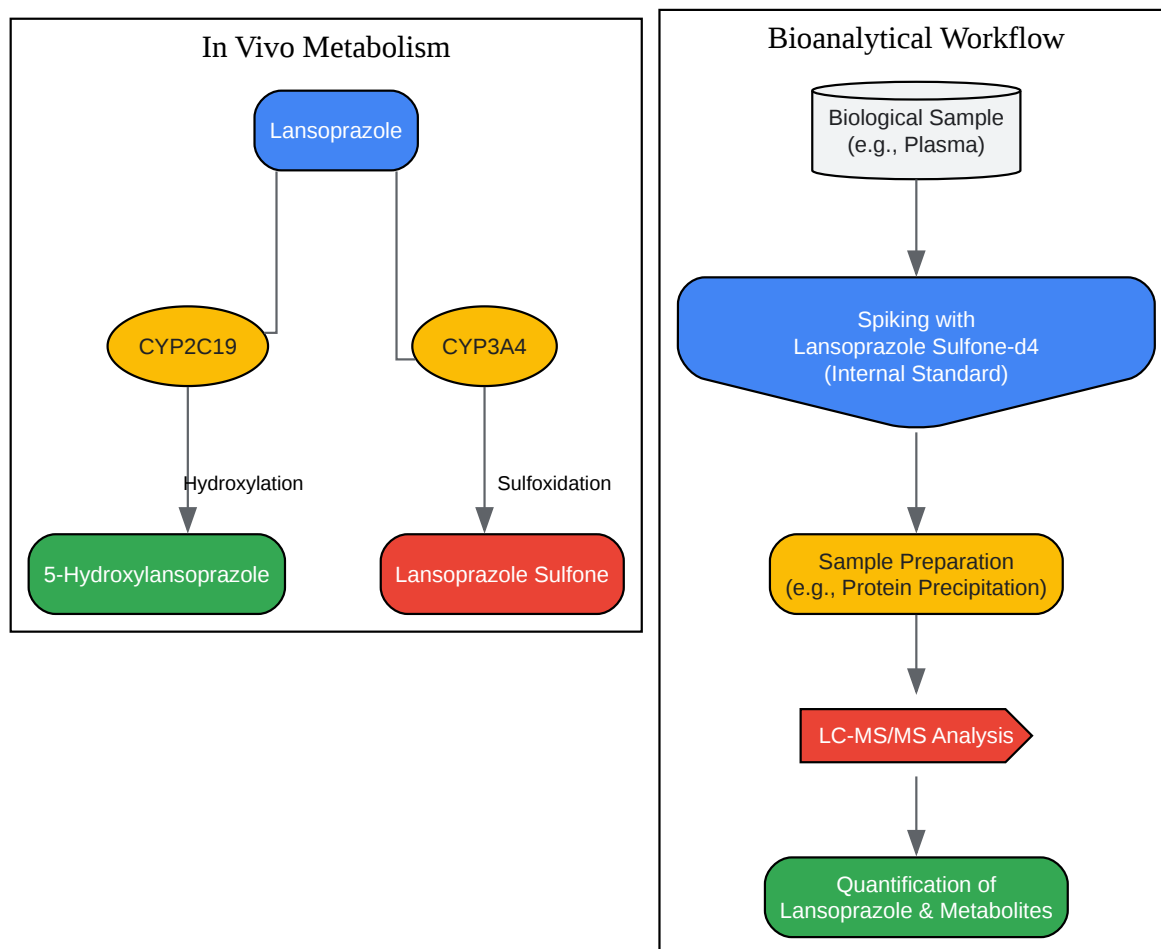 In Vivo Metabolism
Lansoprazole
CYP2C19
CYP3A4
Hydroxylation
Sulfoxidation
5-Hydroxylansoprazole
Lansoprazole Sulfone
Bioanalytical Workflow
Biological Sample
(e.g., Plasma)
Spiking with
Lansoprazole Sulfone-d4
(Internal Standard)
Sample Preparation
(e.g., Protein Precipitation)
LC-MS/MS Analysis
Quantification of
Lansoprazole & Metabolites